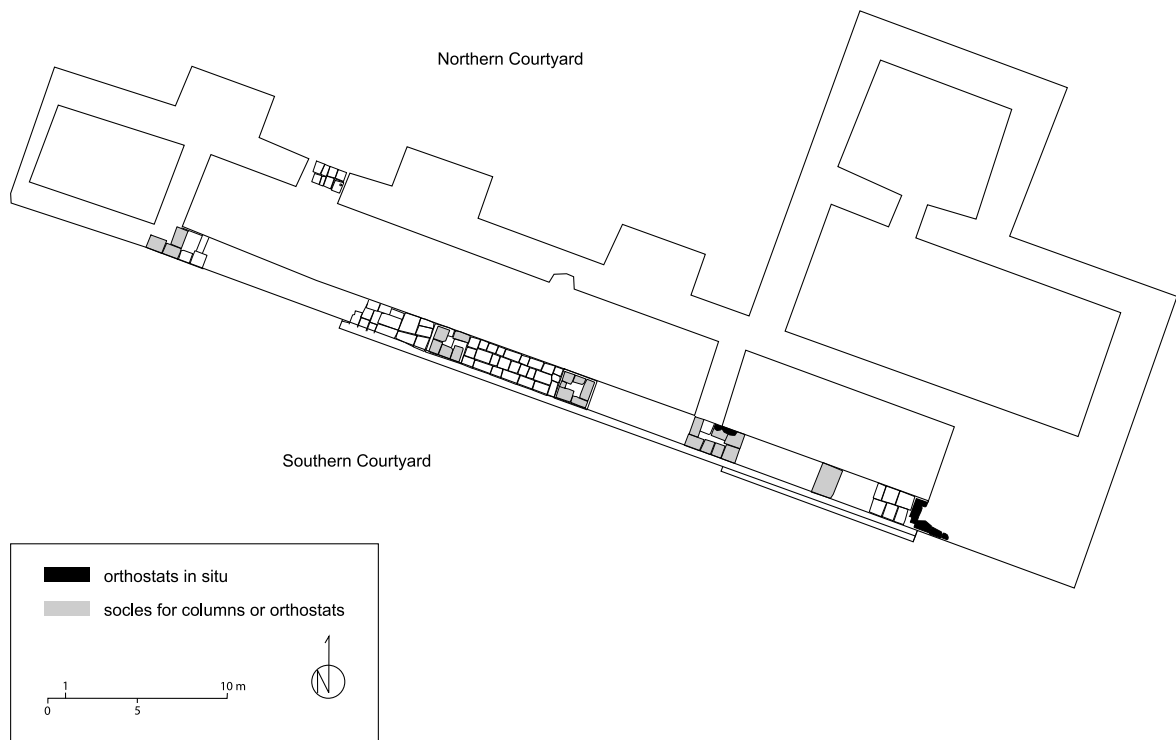 Northern Courtyard
Southern Courtyard
orthostats in situ
socles for columns or orthostats
N
1 10 m
0 5